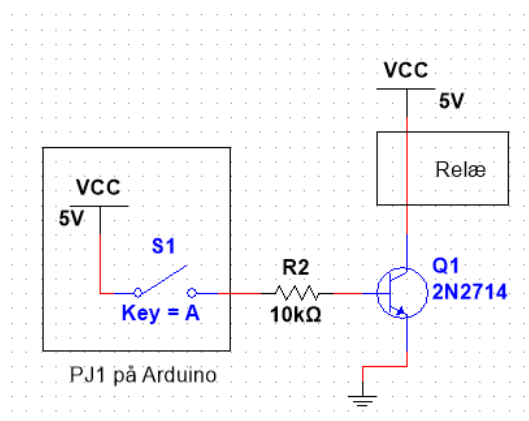 VCC
5V
Relæ
VCC
5V
S1
Key = A
R2
10kΩ
Q1
2N2714
PJ1 på Arduino